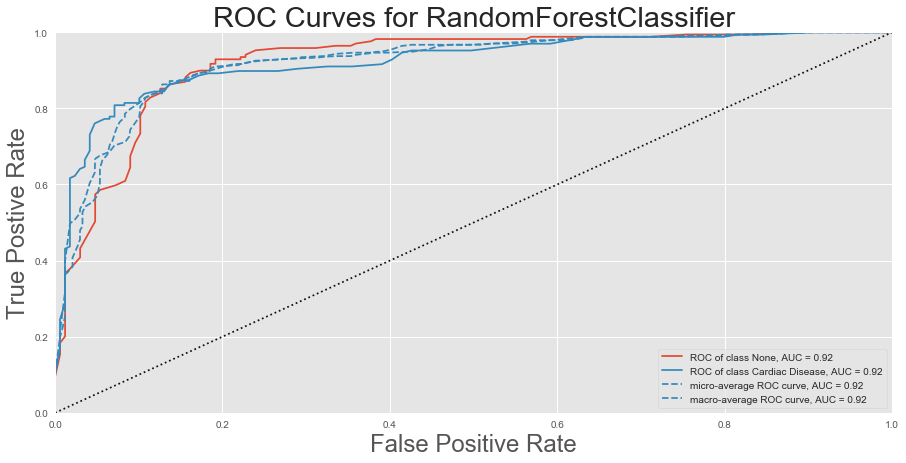 ROC Curves for RandomForestClassifier
1.0
0.8
0.6
0.4
0.2
0.0
True Postive Rate
0.0 0.2 0.4 0.6 0.8 1.0
False Positive Rate
ROC of class None, AUC = 0.92
ROC of class Cardiac Disease, AUC = 0.92
micro-average ROC curve, AUC = 0.92
macro-average ROC curve, AUC = 0.92